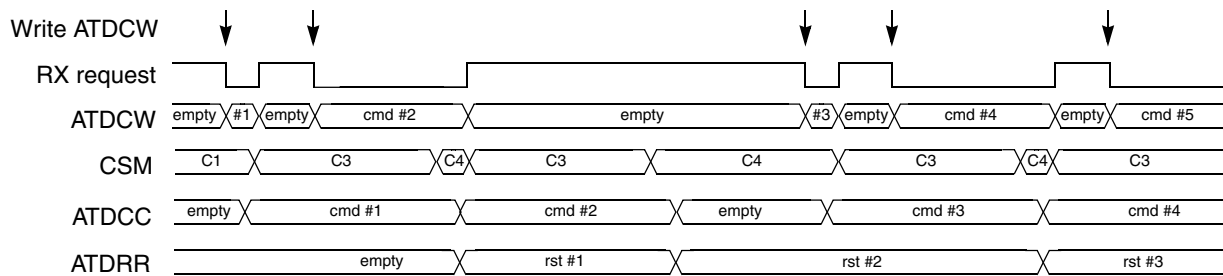 Write ATDCW
RX request
ATDCW empty #1 empty cmd #2 empty #3 empty cmd #4 empty cmd #5
CSM C1 C3 C4 C3 C4 C3 C4 C3
ATDCC empty cmd #1 cmd #2 empty cmd #3 cmd #4
ATDRR empty rst #1 rst #2 rst #3